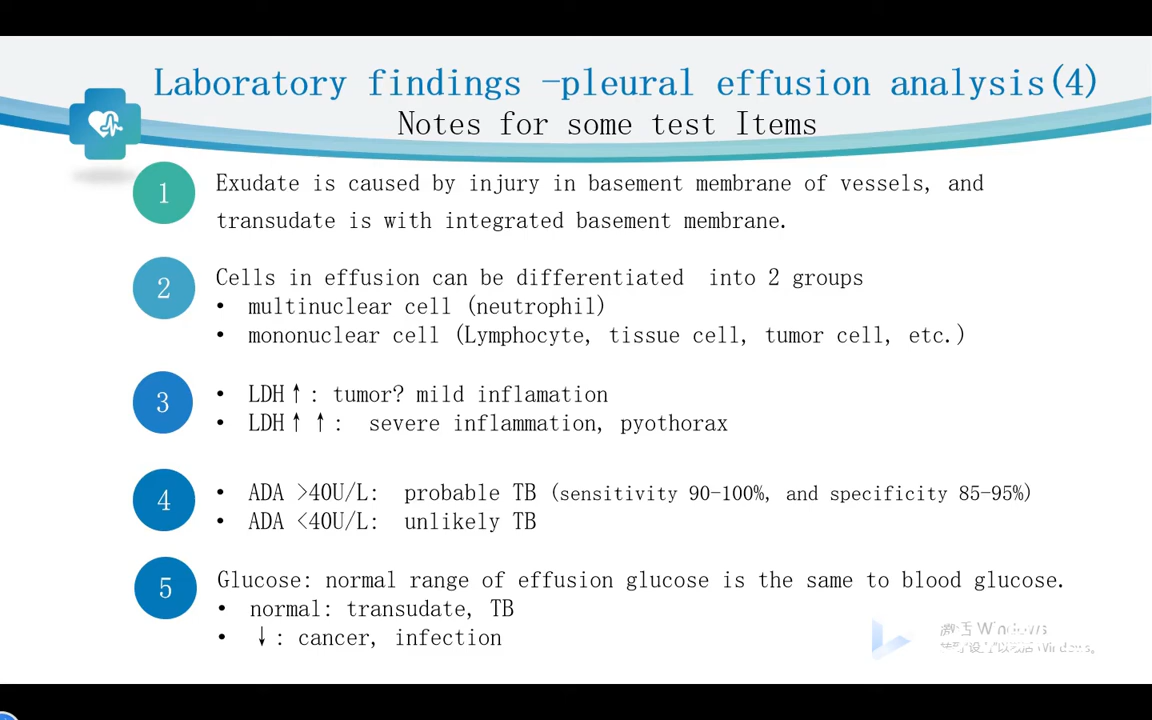 Laboratory findings -pleural effusion analysis(4)
Notes for some test Items
1
Exudate is caused by injury in basement membrane of vessels, and
transudate is with integrated basement membrane.
2
Cells in effusion can be differentiated into 2 groups
• multinuclear cell (neutrophil)
• mononuclear cell (Lymphocyte, tissue cell, tumor cell, etc.)
3
• LDH↑: tumor? mild inflamation
• LDH↑↑: severe inflammation, pyothorax
4
• ADA >40U/L: probable TB (sensitivity 90-100%, and specificity 85-95%)
• ADA <40U/L: unlikely TB
5
Glucose: normal range of effusion glucose is the same to blood glucose.
• normal: transudate, TB
• ↓: cancer, infection
激活 Windows
Windows。